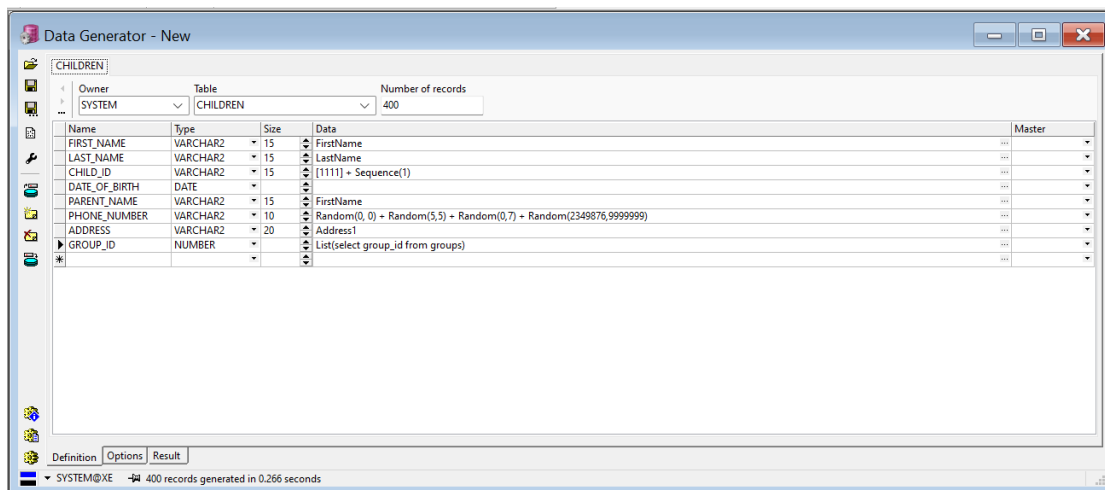 Data Generator - New
CHILDREN
Owner Table Number of records
SYSTEM CHILDREN 400
Name Type Size Data Master
FIRST_NAME VARCHAR2 15 FirstName
LAST_NAME VARCHAR2 15 LastName
CHILD_ID VARCHAR2 15 [1111] + Sequence(1)
DATE_OF_BIRTH DATE
PARENT_NAME VARCHAR2 15 FirstName
PHONE_NUMBER VARCHAR2 10 Random(0, 0) + Random(5,5) + Random(0,7) + Random(2349876,9999999)
ADDRESS VARCHAR2 20 Address1
GROUP_ID NUMBER List(select group_id from groups)
Definition Options Result
SYSTEM@XE 400 records generated in 0.266 seconds